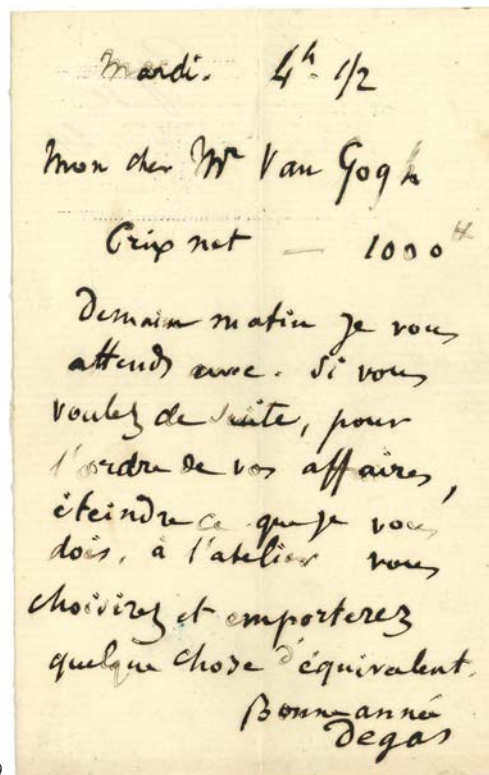 Mardi. 4h. 1/2
Mon cher Mr Van Gogh
Prix net — 1000
Demain matin je vous
attends avec. Si vous
voulez de suite, pour
l'ordre de vos affaires,
éteindre ce que je vous
dois, à l'atelier vous
choisirez et emporterez
quelque chose d'équivalent.
Bonne année
Degas